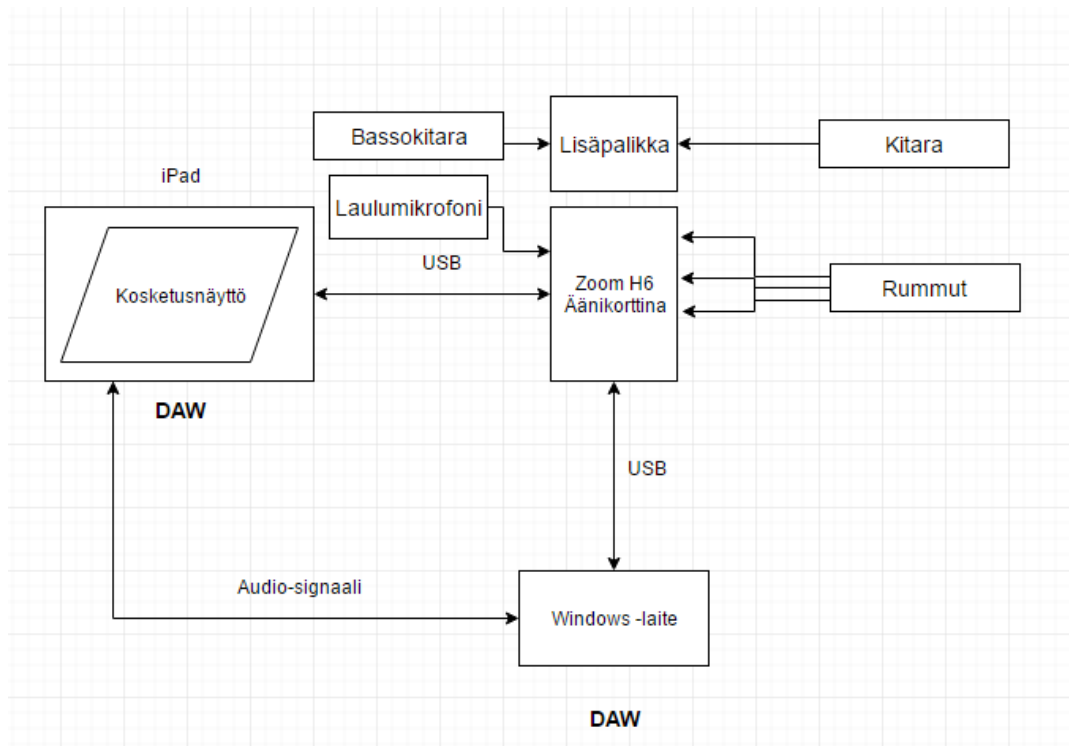 Bassokitara
Lisäpalikka
Kitara
iPad
Laulumikrofoni
USB
Kosketusnäyttö
Zoom H6
Äänikorttina
Rummut
DAW
USB
Audio-signaali
Windows -laite
DAW